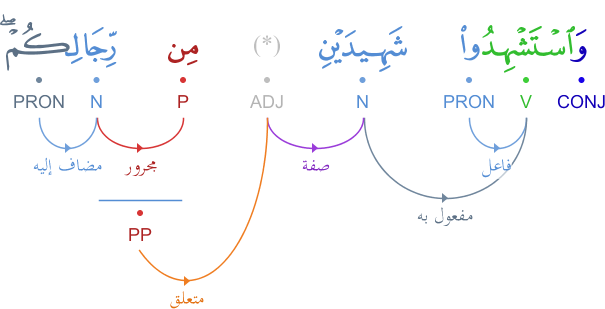 وَٱسْتَشْهِدُوا۟ شَهِيدَيْنِ (*) مِن رِّجَالِكُمْ ۖ
CONJ V PRON N ADJ P N PRON
فاعل صفة مجرور مضاف إليه
مفعول به
PP
متعلق